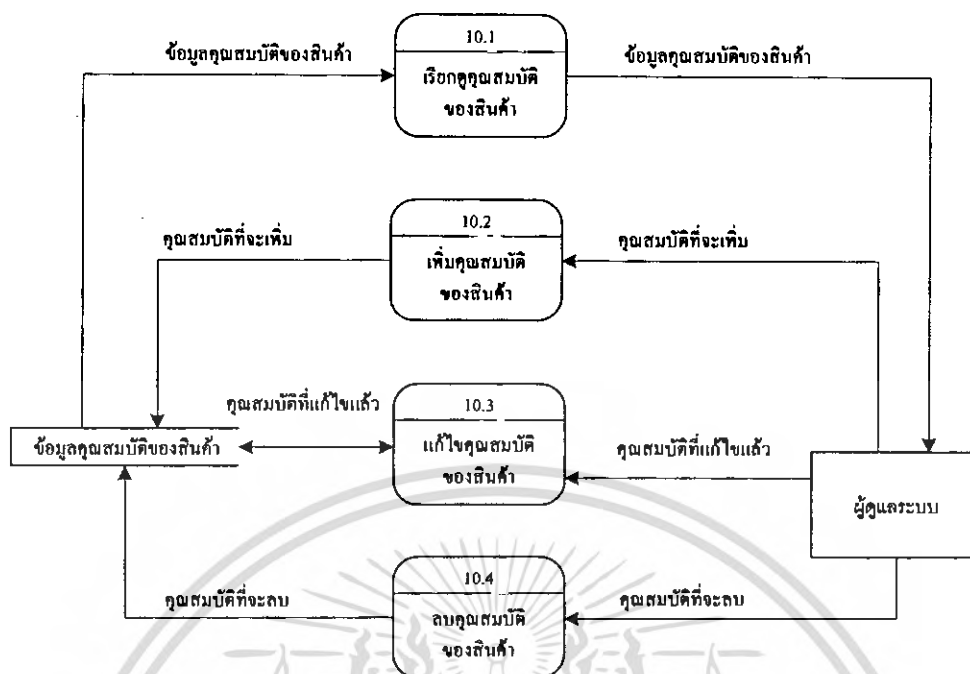 10.1
ข้อมูลคุณสมบัติของสินค้า
ข้อมูลคุณสมบัติของสินค้า
เรียกดูคุณสมบัติ
ของสินค้า
10.2
คุณสมบัติที่จะเพิ่ม
คุณสมบัติที่จะเพิ่ม
เพิ่มคุณสมบัติ
ของสินค้า
คุณสมบัติที่แก้ไขแล้ว
10.3
ข้อมูลคุณสมบัติของสินค้า
แก้ไขคุณสมบัติ
ของสินค้า
คุณสมบัติที่แก้ไขแล้ว
ผู้ดูแลระบบ
10.4
คุณสมบัติที่จะลบ
คุณสมบัติที่จะลบ
ลบคุณสมบัติ
ของสินค้า